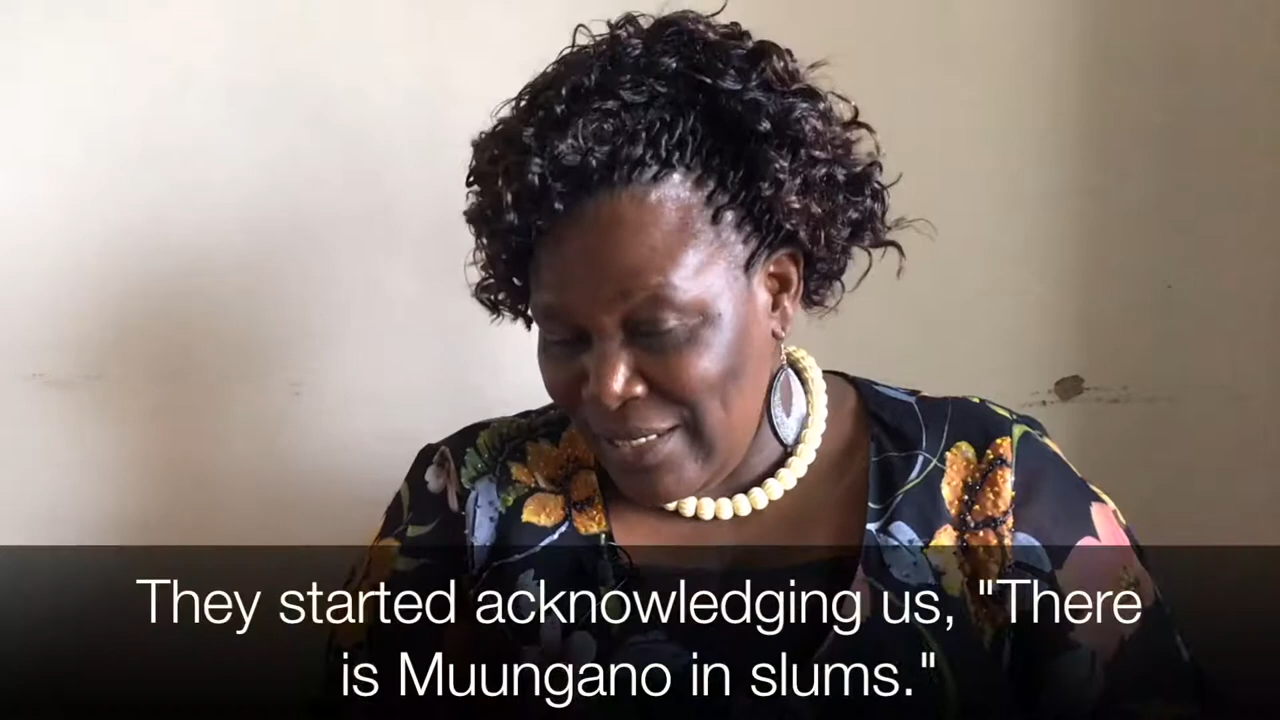 They started acknowledging us, "There
is Muungano in slums."